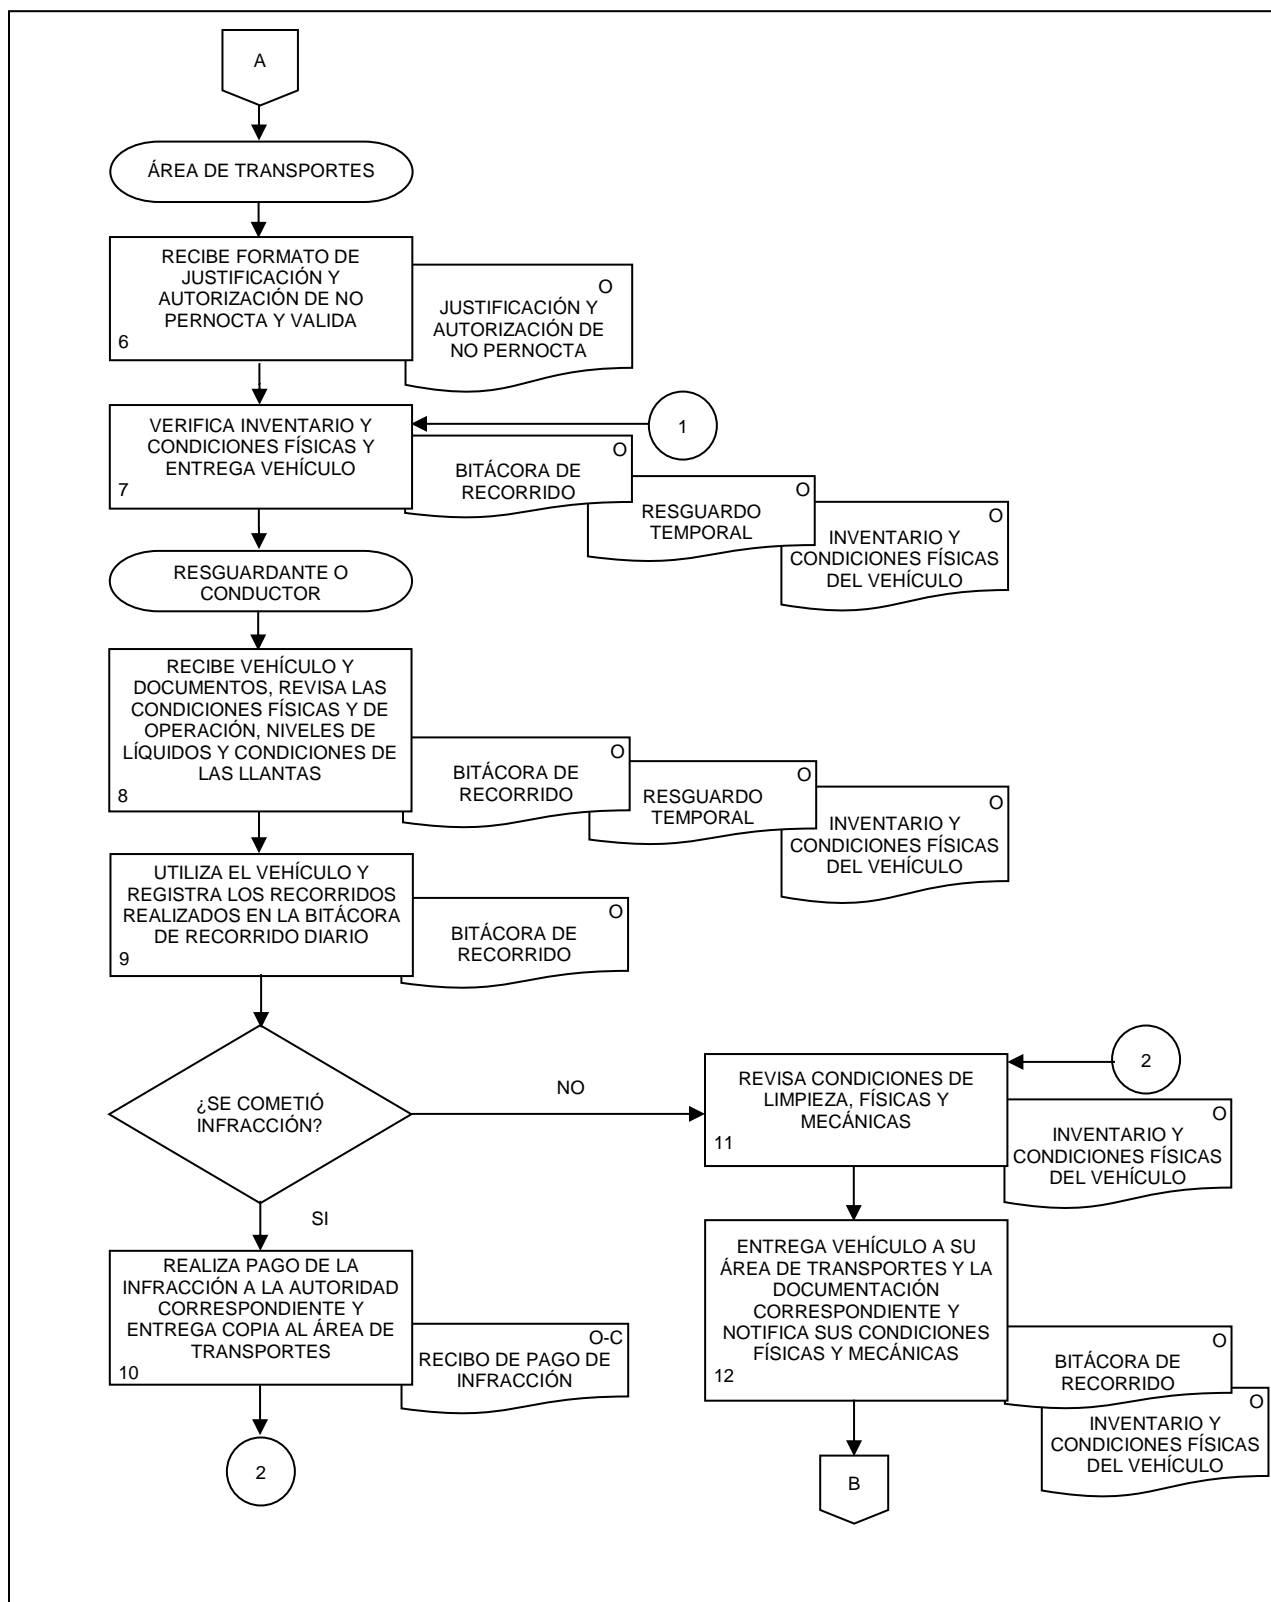 A
ÁREA DE TRANSPORTES
RECIBE FORMATO DE
JUSTIFICACIÓN Y
AUTORIZACIÓN DE NO
PERNOCTA Y VALIDA
6
O
JUSTIFICACIÓN Y
AUTORIZACIÓN DE
NO PERNOCTA
VERIFICA INVENTARIO Y
CONDICIONES FÍSICAS Y
ENTREGA VEHÍCULO
7
1
O
BITÁCORA DE
RECORRIDO
O
RESGUARDO
TEMPORAL
O
INVENTARIO Y
CONDICIONES FÍSICAS
DEL VEHÍCULO
RESGUARDANTE O
CONDUCTOR
RECIBE VEHÍCULO Y
DOCUMENTOS, REVISA LAS
CONDICIONES FÍSICAS Y DE
OPERACIÓN, NIVELES DE
LÍQUIDOS Y CONDICIONES DE
LAS LLANTAS
8
O
BITÁCORA DE
RECORRIDO
O
RESGUARDO
TEMPORAL
O
INVENTARIO Y
CONDICIONES FÍSICAS
DEL VEHÍCULO
UTILIZA EL VEHÍCULO Y
REGISTRA LOS RECORRIDOS
REALIZADOS EN LA BITÁCORA
DE RECORRIDO DIARIO
9
O
BITÁCORA DE
RECORRIDO
¿SE COMETIÓ
INFRACCIÓN?
NO
SI
REALIZA PAGO DE LA
INFRACCIÓN A LA AUTORIDAD
CORRESPONDIENTE Y
ENTREGA COPIA AL ÁREA DE
TRANSPORTES
10
O-C
RECIBO DE PAGO DE
INFRACCIÓN
2
2
REVISA CONDICIONES DE
LIMPIEZA, FÍSICAS Y
MECÁNICAS
11
O
INVENTARIO Y
CONDICIONES FÍSICAS
DEL VEHÍCULO
ENTREGA VEHÍCULO A SU
ÁREA DE TRANSPORTES Y LA
DOCUMENTACIÓN
CORRESPONDIENTE Y
NOTIFICA SUS CONDICIONES
FÍSICAS Y MECÁNICAS
12
O
BITÁCORA DE
RECORRIDO
O
INVENTARIO Y
CONDICIONES FÍSICAS
DEL VEHÍCULO
B